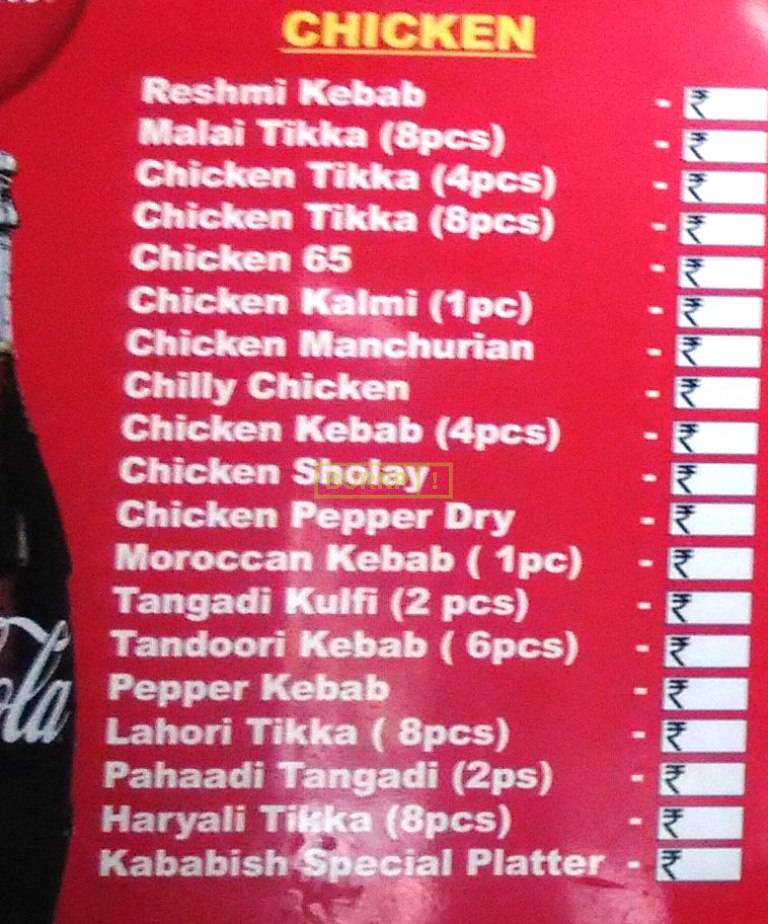 CHICKEN
Reshmi Kebab - ₹
Malai Tikka (8pcs) - ₹
Chicken Tikka (4pcs) - ₹
Chicken Tikka (8pcs) - ₹
Chicken 65 - ₹
Chicken Kalmi (1pc) - ₹
Chicken Manchurian - ₹
Chilly Chicken - ₹
Chicken Kebab (4pcs) - ₹
Chicken Sholay - ₹
Chicken Pepper Dry - ₹
Moroccan Kebab ( 1pc) - ₹
Tangadi Kulfi (2 pcs) - ₹
Tandoori Kebab ( 6pcs) - ₹
Pepper Kebab - ₹
Lahori Tikka ( 8pcs) - ₹
Pahaadi Tangadi (2ps) - ₹
Haryali Tikka (8pcs) - ₹
Kababish Special Platter - ₹
ola